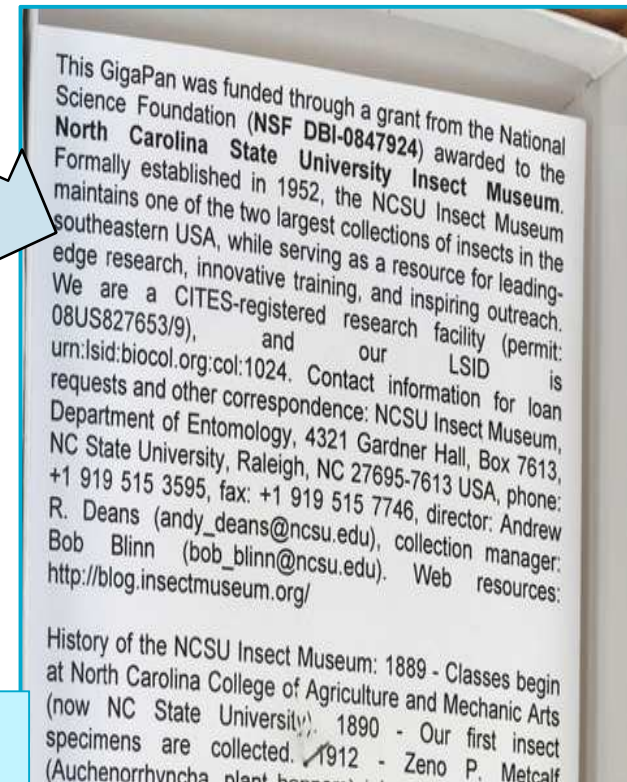 This GigaPan was funded through a grant from the National
Science Foundation (NSF DBI-0847924) awarded to the
North Carolina State University Insect Museum.
Formally established in 1952, the NCSU Insect Museum
maintains one of the two largest collections of insects in the
southeastern USA, while serving as a resource for leading-
edge research, innovative training, and inspiring outreach.
We are a CITES-registered research facility (permit:
08US827653/9), and our LSID is
urn:lsid:biocol.org:col:1024. Contact information for loan
requests and other correspondence: NCSU Insect Museum,
Department of Entomology, 4321 Gardner Hall, Box 7613,
NC State University, Raleigh, NC 27695-7613 USA, phone:
+1 919 515 3595, fax: +1 919 515 7746, director: Andrew
R. Deans (andy_deans@ncsu.edu), collection manager:
Bob Blinn (bob_blinn@ncsu.edu). Web resources:
http://blog.insectmuseum.org/
History of the NCSU Insect Museum: 1889 - Classes begin
at North Carolina College of Agriculture and Mechanic Arts
(now NC State University). 1890 - Our first insect
specimens are collected. 1912 - Zeno P. Metcalf
(Auchenorrhyncha, plant